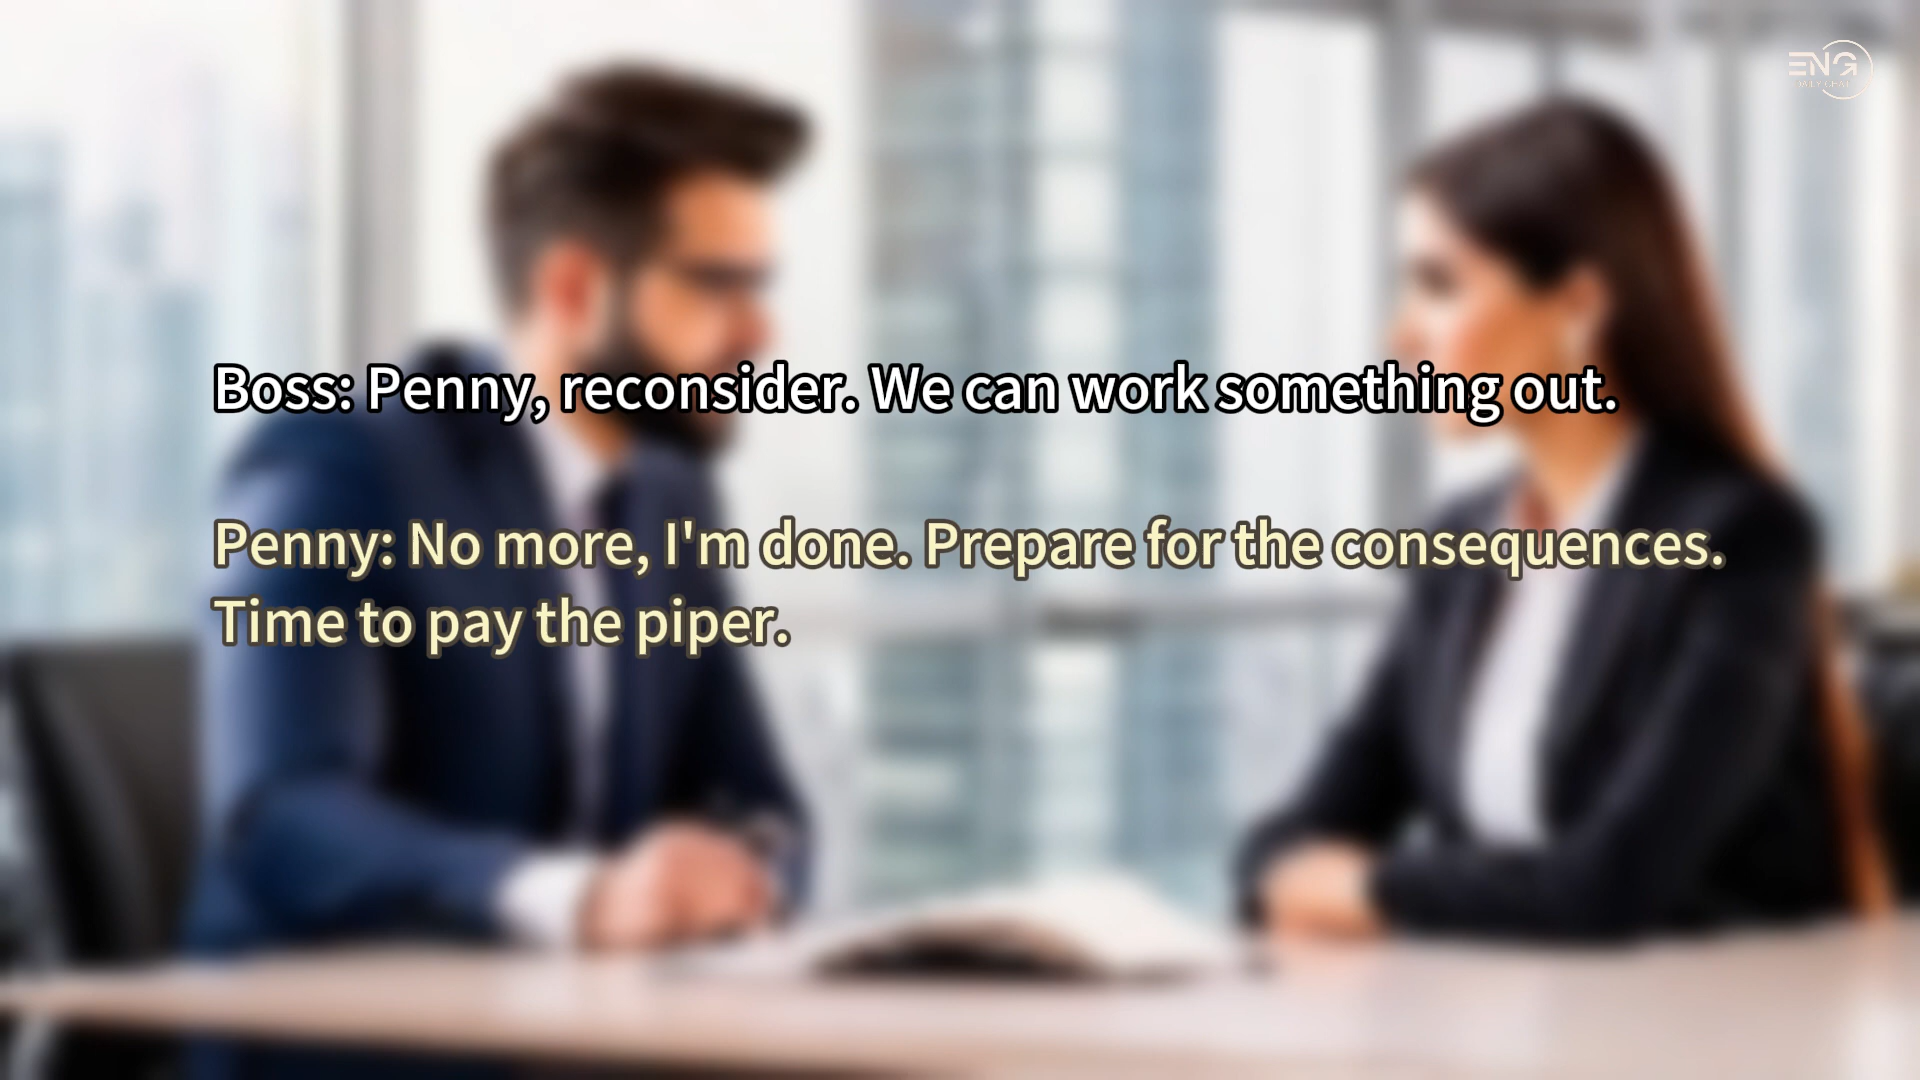 ENG
Boss: Penny, reconsider. We can work something out.
Penny: No more, I'm done. Prepare for the consequences.
Time to pay the piper.